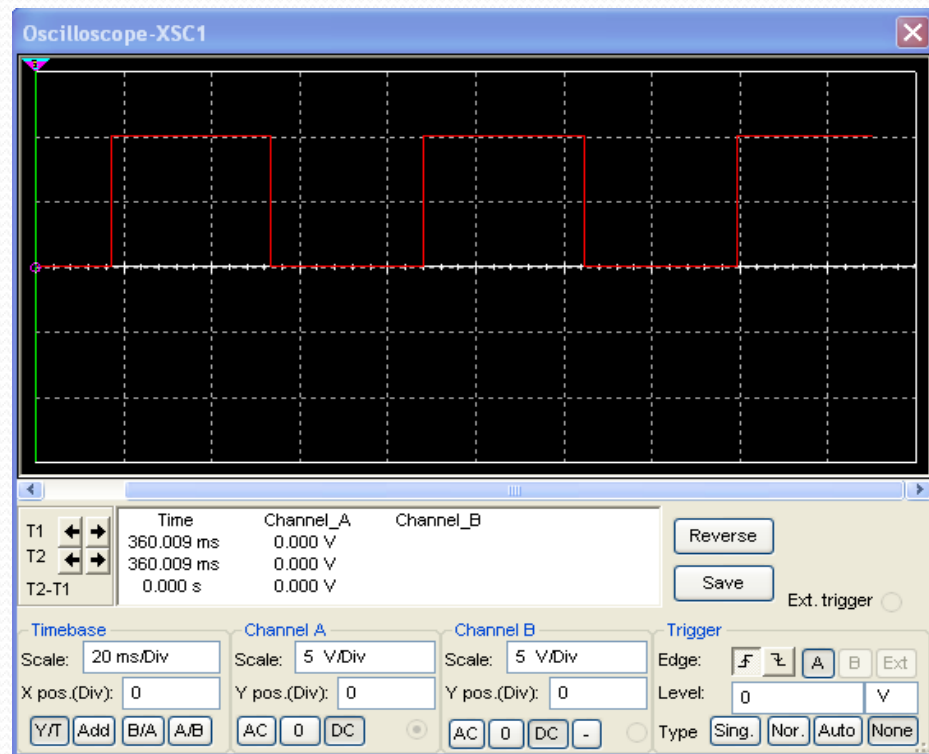 Oscilloscope-XSC1
Time Channel_A Channel_B
T1 360.009 ms 0.000 V
T2 360.009 ms 0.000 V
T2-T1 0.000 s 0.000 V
Reverse
Save
Ext. trigger
Timebase
Scale: 20 ms/Div
X pos.(Div): 0
Y/T Add B/A A/B
Channel A
Scale: 5 V/Div
Y pos.(Div): 0
AC 0 DC
Channel B
Scale: 5 V/Div
Y pos.(Div): 0
AC 0 DC -
Trigger
Edge: A B Ext
Level: 0 V
Type Sing. Nor. Auto None